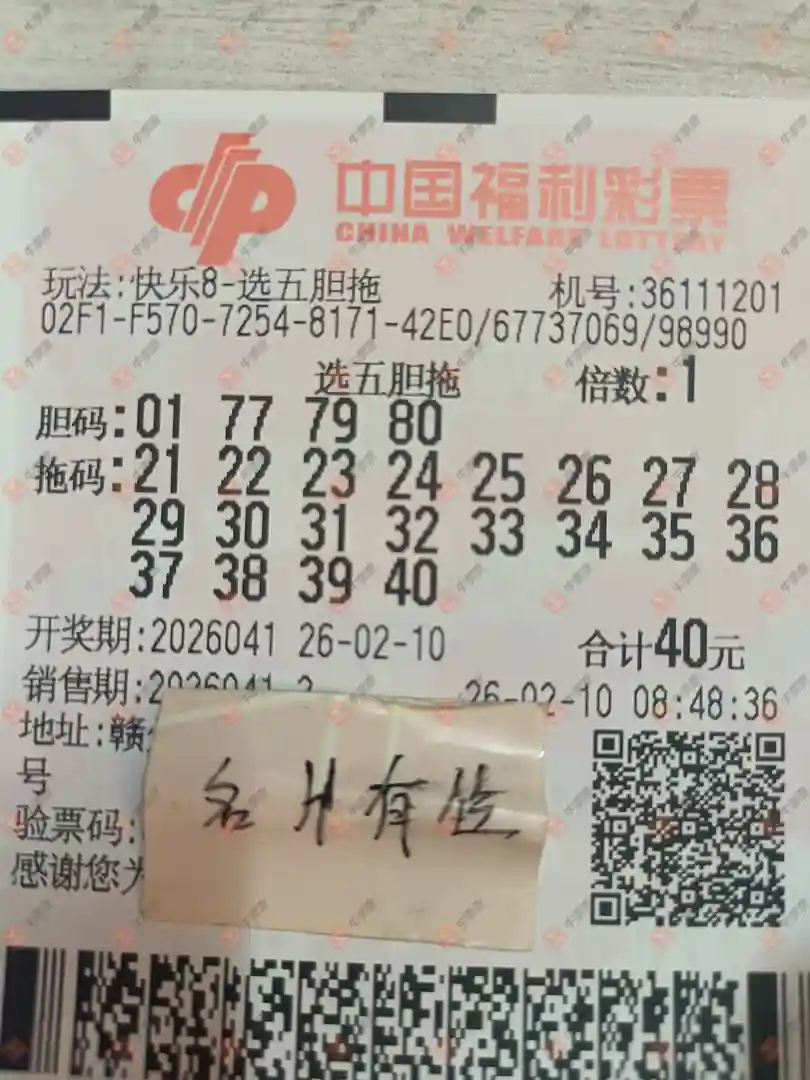 中国福利彩票
CHINA WELFARE LOTTERY
玩法:快乐8-选五胆拖 机号:36111201
02F1-F570-7254-8171-42E0/67737069/98990
选五胆拖 倍数:1
胆码:01 77 79 80
拖码:21 22 23 24 25 26 27 28
29 30 31 32 33 34 35 36
37 38 39 40
开奖期:2026041 26-02-10 合计40元
销售期:2026041 26-02-10 08:48:36
地址:赣
号
名片有
验票码:
感谢您为